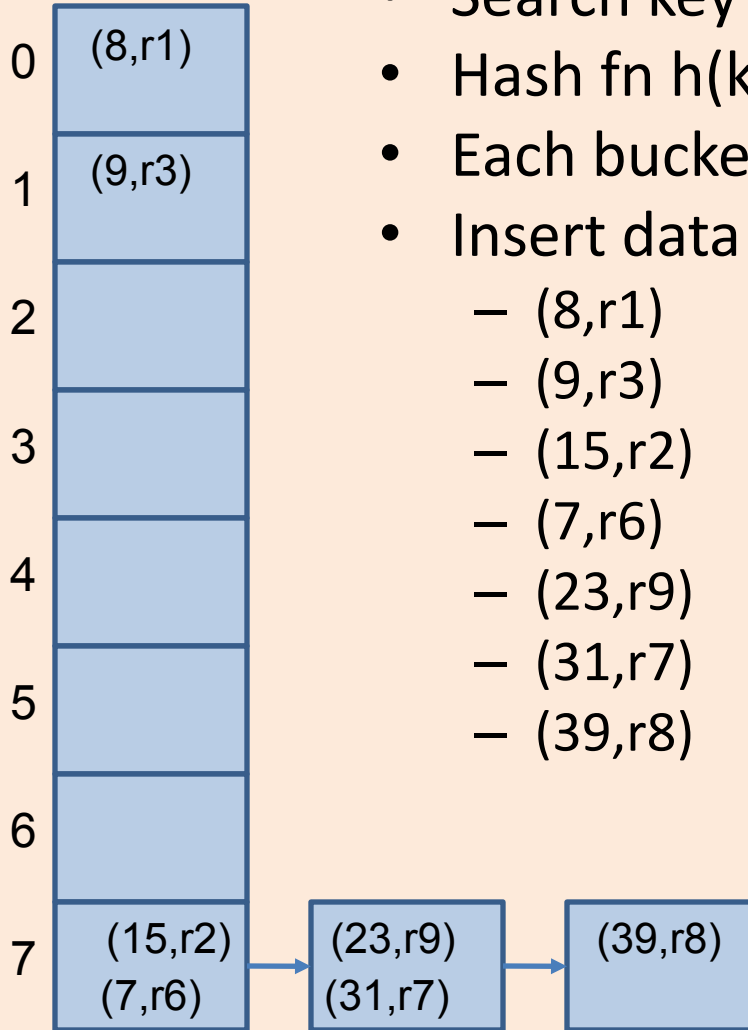 0 (8,r1)
1 (9,r3)
2
3
4
5
6
7 (15,r2) (23,r9) (39,r8)
(7,r6) (31,r7)
• Search key
• Hash fn h(k
• Each bucke
• Insert data
– (8,r1)
– (9,r3)
– (15,r2)
– (7,r6)
– (23,r9)
– (31,r7)
– (39,r8)